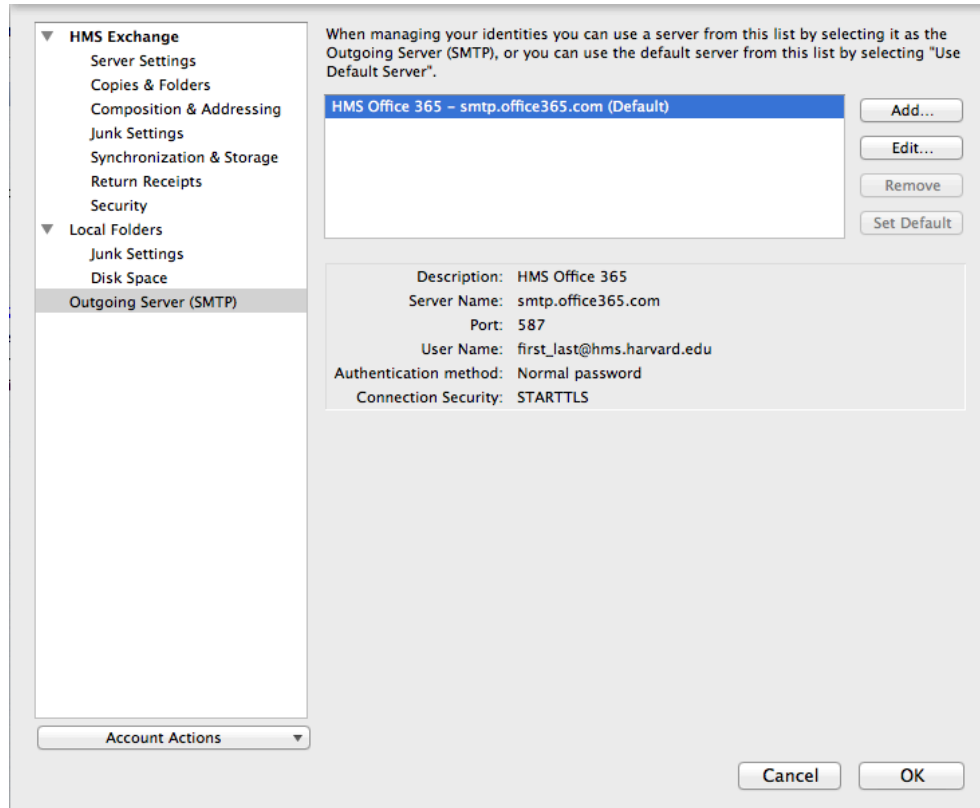 HMS Exchange
Server Settings
Copies & Folders
Composition & Addressing
Junk Settings
Synchronization & Storage
Return Receipts
Security
Local Folders
Junk Settings
Disk Space
Outgoing Server (SMTP)
Account Actions
When managing your identities you can use a server from this list by selecting it as the
Outgoing Server (SMTP), or you can use the default server from this list by selecting "Use
Default Server".
HMS Office 365 – smtp.office365.com (Default)
Add...
Edit...
Remove
Set Default
Description: HMS Office 365
Server Name: smtp.office365.com
Port: 587
User Name: first_last@hms.harvard.edu
Authentication method: Normal password
Connection Security: STARTTLS
Cancel
OK